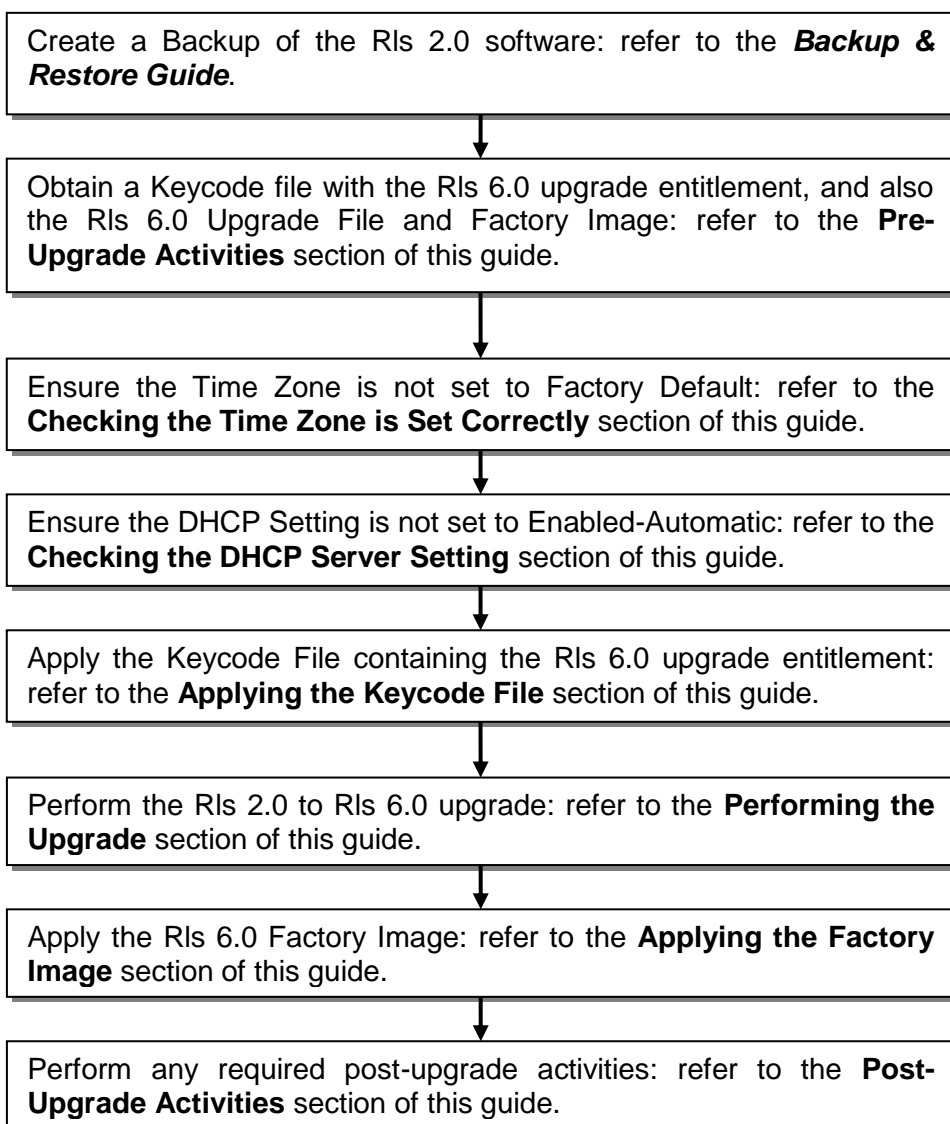 Create a Backup of the Rls 2.0 software: refer to the Backup &
Restore Guide.
Obtain a Keycode file with the Rls 6.0 upgrade entitlement, and also
the Rls 6.0 Upgrade File and Factory Image: refer to the Pre-
Upgrade Activities section of this guide.
Ensure the Time Zone is not set to Factory Default: refer to the
Checking the Time Zone is Set Correctly section of this guide.
Ensure the DHCP Setting is not set to Enabled-Automatic: refer to the
Checking the DHCP Server Setting section of this guide.
Apply the Keycode File containing the Rls 6.0 upgrade entitlement:
refer to the Applying the Keycode File section of this guide.
Perform the Rls 2.0 to Rls 6.0 upgrade: refer to the Performing the
Upgrade section of this guide.
Apply the Rls 6.0 Factory Image: refer to the Applying the Factory
Image section of this guide.
Perform any required post-upgrade activities: refer to the Post-
Upgrade Activities section of this guide.